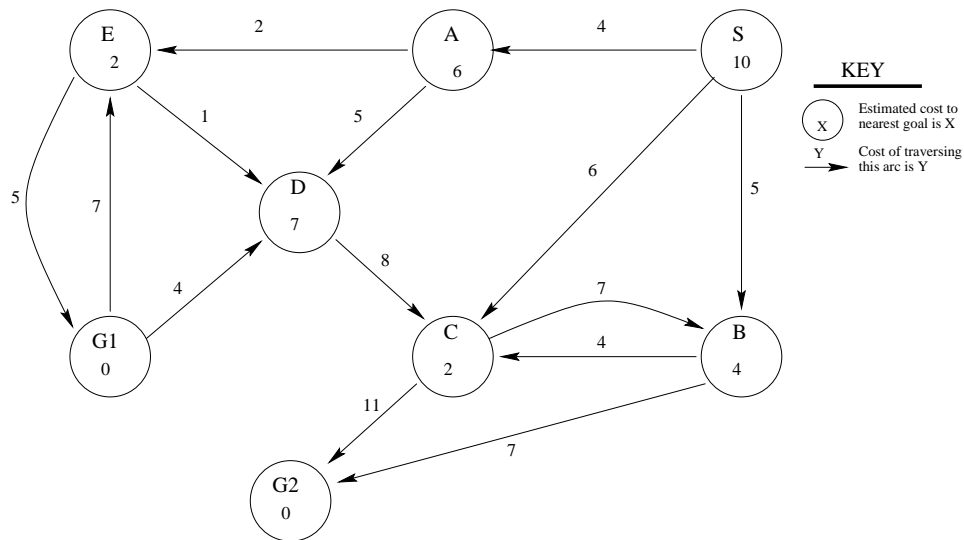 E
2
2
A
6
4
S
10
KEY
X
Estimated cost to
nearest goal is X
Y
Cost of traversing
this arc is Y
1
5
6
5
5
7
D
7
4
8
7
G1
0
C
2
4
B
4
11
7
G2
0